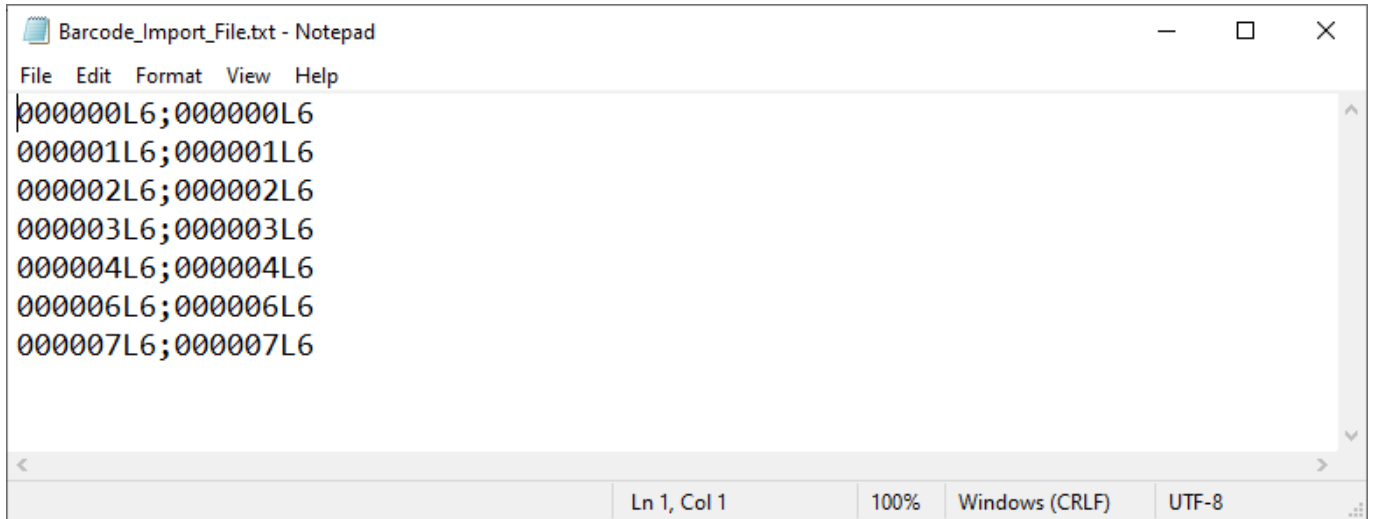 Barcode_Import_File.txt - Notepad
File Edit Format View Help
000000L6;000000L6
000001L6;000001L6
000002L6;000002L6
000003L6;000003L6
000004L6;000004L6
000006L6;000006L6
000007L6;000007L6
Ln 1, Col 1 100% Windows (CRLF) UTF-8